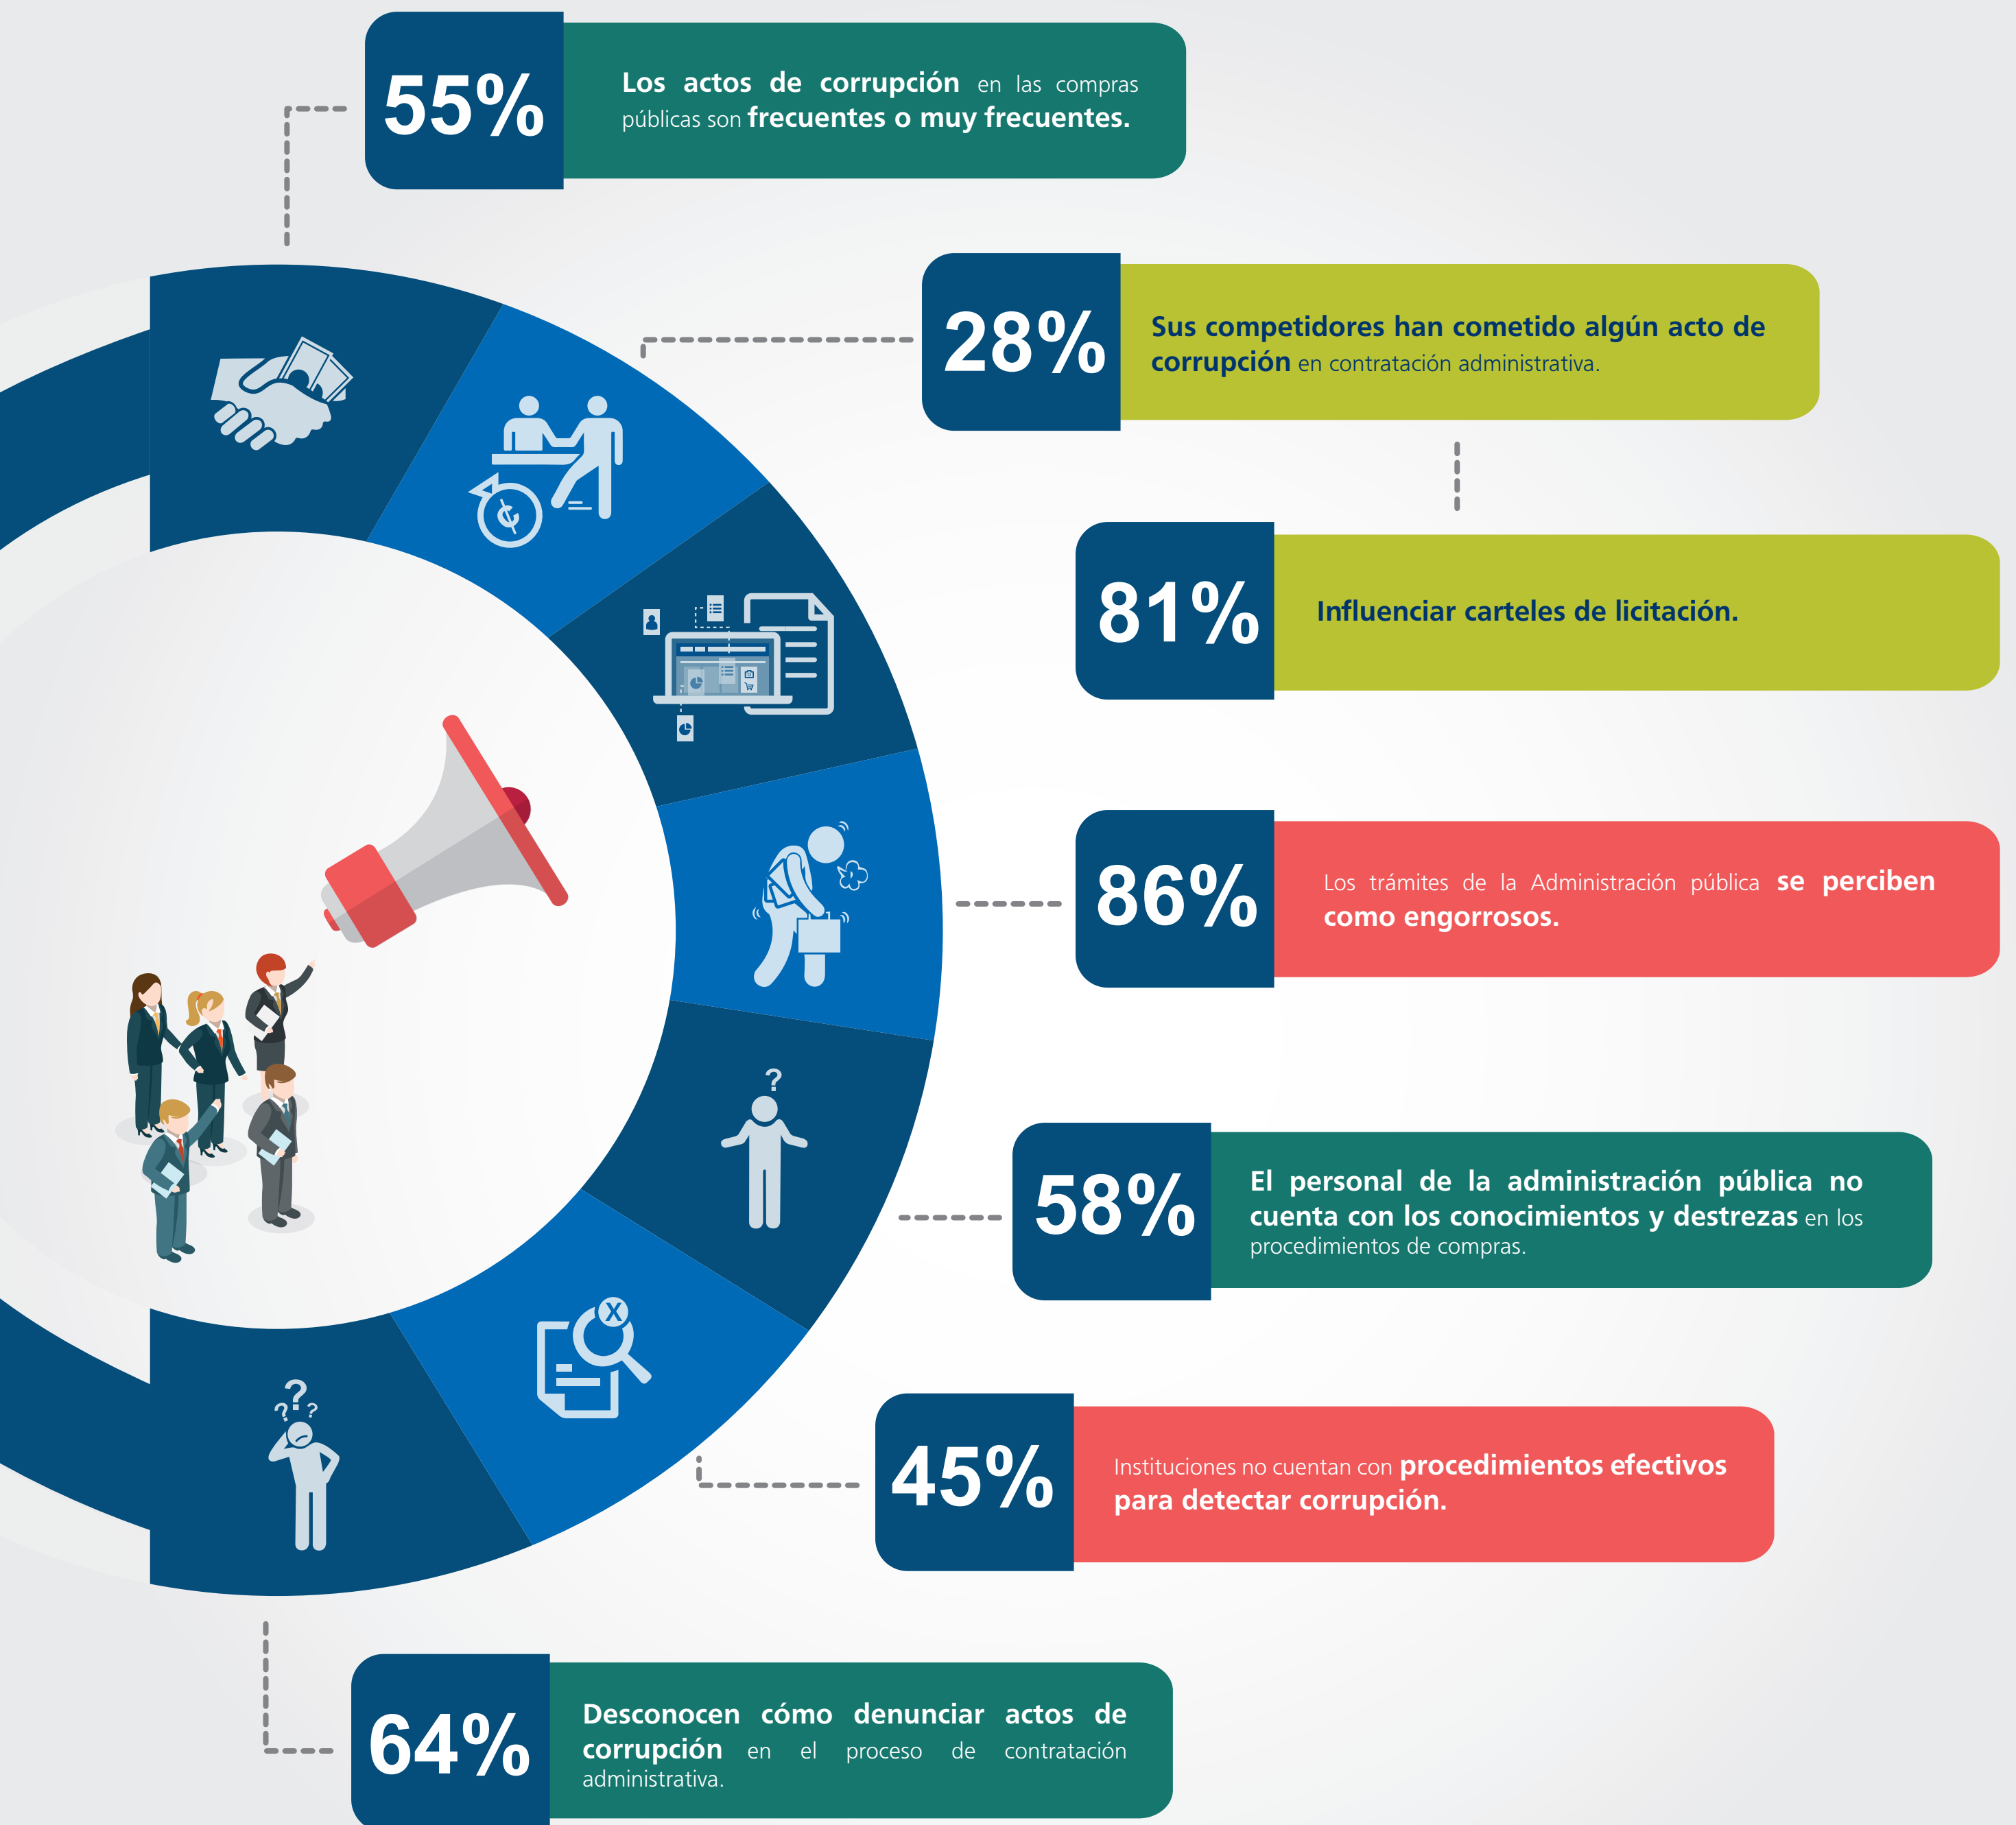 55%
Los actos de corrupción en las compras
públicas son frecuentes o muy frecuentes.
28%
Sus competidores han cometido algún acto de
corrupción en contratación administrativa.
81%
Influenciar carteles de licitación.
86%
Los trámites de la Administración pública se perciben
como engorrosos.
58%
El personal de la administración pública no
cuenta con los conocimientos y destrezas en los
procedimientos de compras.
45%
Instituciones no cuentan con procedimientos efectivos
para detectar corrupción.
64%
Desconocen cómo denunciar actos de
corrupción en el proceso de contratación
administrativa.
₵
?
X
? ? ?